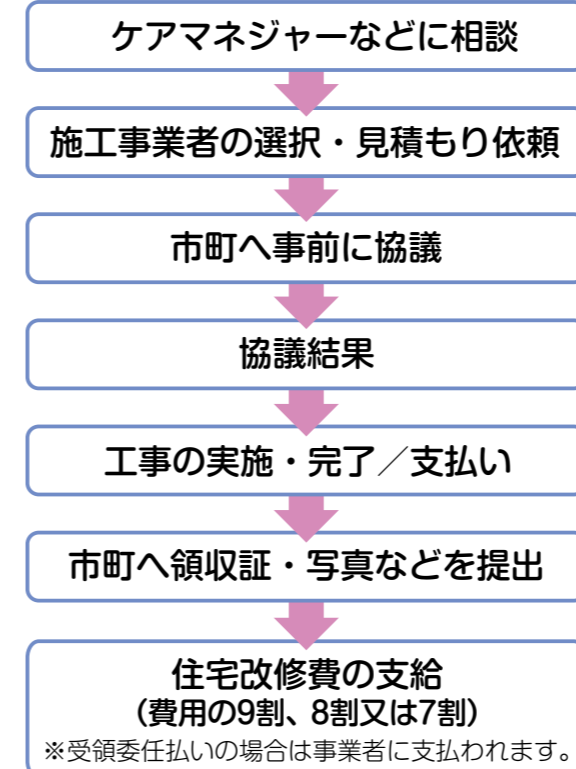 ケアマネジャーなどに相談
施工事業者の選択・見積もり依頼
市町へ事前に協議
協議結果
工事の実施・完了／支払い
市町へ領収証・写真などを提出
住宅改修費の支給
（費用の9割、8割又は7割）
※受領委任払いの場合は事業者に支払われます。